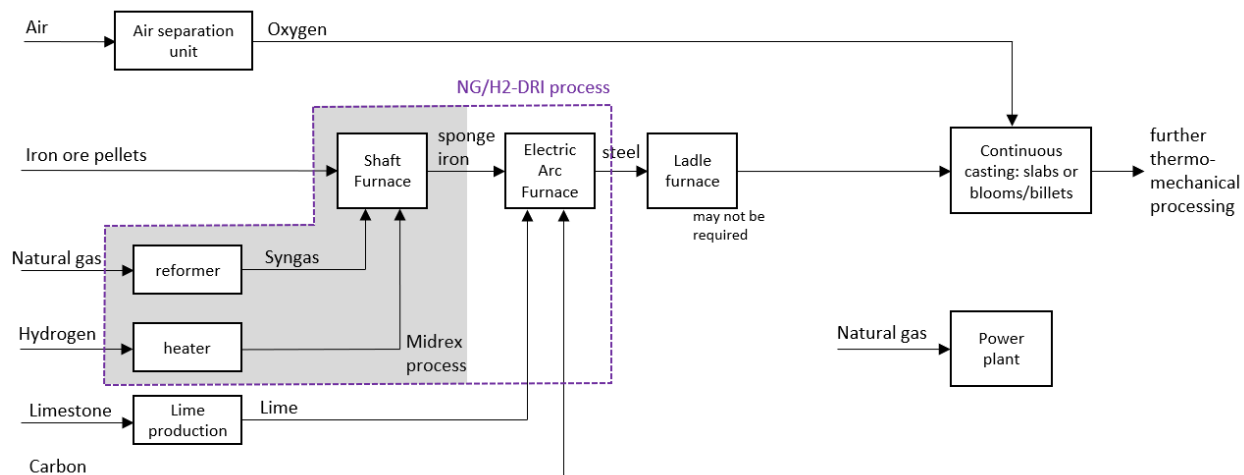 Air
Air separation
unit
Oxygen
NG/H2-DRI process
Iron ore pellets
Shaft
Furnace
sponge
iron
Electric
Arc
Furnace
steel
Ladle
furnace
may not be
required
Continuous
casting: slabs or
blooms/billets
further
thermo-
mechanical
processing
Natural gas
reformer
Syngas
Hydrogen
heater
Midrex
process
Natural gas
Power
plant
Limestone
Lime
production
Lime
Carbon